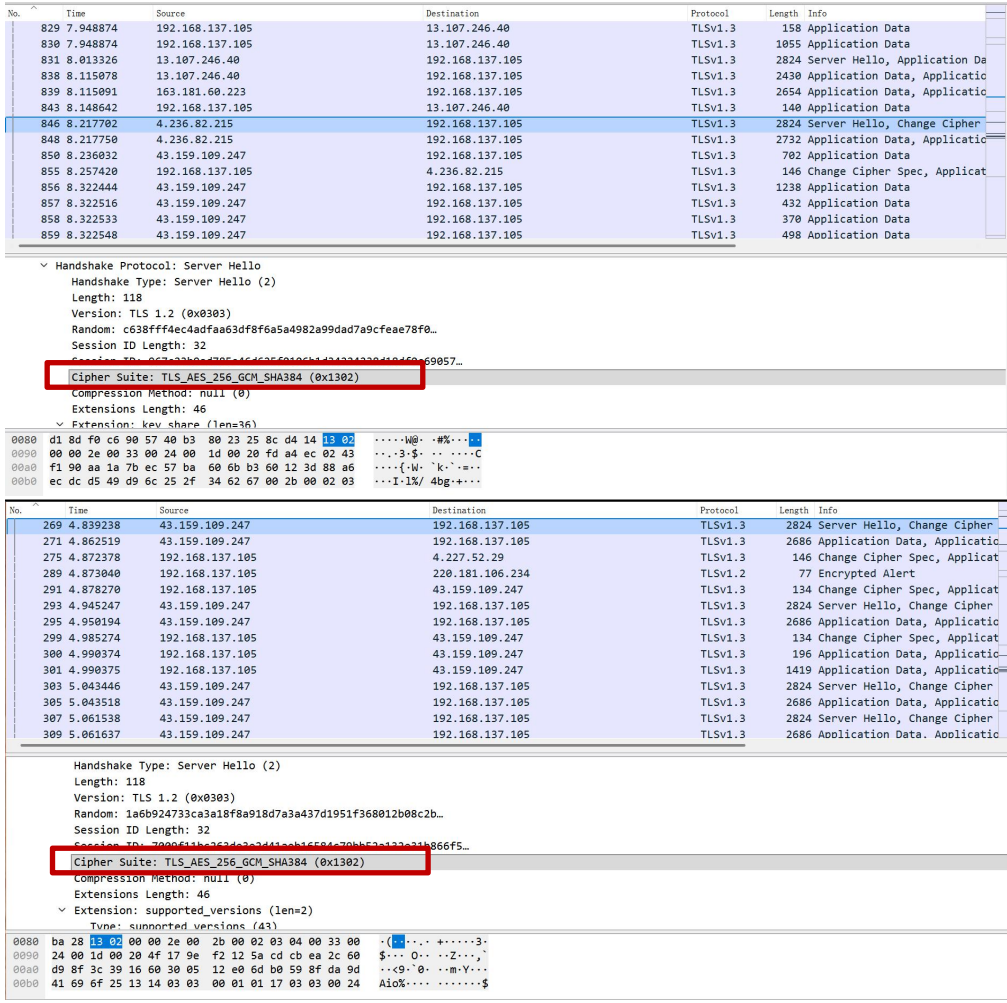 No. Time Source Destination Protocol Length Info
829 7.948874 192.168.137.105 13.107.246.40 TLSv1.3 158 Application Data
830 7.948874 192.168.137.105 13.107.246.40 TLSv1.3 1055 Application Data
831 8.013326 13.107.246.40 192.168.137.105 TLSv1.3 2824 Server Hello, Application Da
838 8.115078 13.107.246.40 192.168.137.105 TLSv1.3 2430 Application Data, Applicatio
839 8.115091 163.181.60.223 192.168.137.105 TLSv1.3 2654 Application Data, Applicatio
843 8.148642 192.168.137.105 13.107.246.40 TLSv1.3 140 Application Data
846 8.217702 4.236.82.215 192.168.137.105 TLSv1.3 2824 Server Hello, Change Cipher
848 8.217750 4.236.82.215 192.168.137.105 TLSv1.3 2732 Application Data, Applicatio
850 8.236032 43.159.109.247 192.168.137.105 TLSv1.3 702 Application Data
855 8.257420 192.168.137.105 4.236.82.215 TLSv1.3 146 Change Cipher Spec, Applicat
856 8.322444 43.159.109.247 192.168.137.105 TLSv1.3 1238 Application Data
857 8.322516 43.159.109.247 192.168.137.105 TLSv1.3 432 Application Data
858 8.322533 43.159.109.247 192.168.137.105 TLSv1.3 370 Application Data
859 8.322548 43.159.109.247 192.168.137.105 TLSv1.3 498 Application Data
Handshake Protocol: Server Hello
Handshake Type: Server Hello (2)
Length: 118
Version: TLS 1.2 (0x0303)
Random: c638fff4ec4adfaa63df8f6a5a4982a99dad7a9cfeae78f0…
Session ID Length: 32
Session ID:
Cipher Suite: TLS_AES_256_GCM_SHA384 (0x1302)
Compression Method: null (0)
Extensions Length: 46
Extension: key_share (len=36)
0080 d1 8d f0 c6 90 57 40 b3 80 23 25 8c d4 14 13 02 ·····W@· ·#%·····
0090 00 00 2e 00 33 00 24 00 1d 00 20 fd a4 ec 02 43 ··.·3·$· ·· ····C
00a0 f1 90 aa 1a 7b ec 57 ba 60 6b b3 60 12 3d 88 a6 ····{·W· `k·`·=··
00b0 ec dc d5 49 d9 6c 25 2f 34 62 67 00 2b 00 02 03 ···I·l%/ 4bg·+···
No. Time Source Destination Protocol Length Info
269 4.839238 43.159.109.247 192.168.137.105 TLSv1.3 2824 Server Hello, Change Cipher
271 4.862519 43.159.109.247 192.168.137.105 TLSv1.3 2686 Application Data, Applicatio
275 4.872378 192.168.137.105 4.227.52.29 TLSv1.3 146 Change Cipher Spec, Applicat
289 4.873040 192.168.137.105 220.181.106.234 TLSv1.2 77 Encrypted Alert
291 4.878270 192.168.137.105 43.159.109.247 TLSv1.3 134 Change Cipher Spec, Applicat
293 4.945247 43.159.109.247 192.168.137.105 TLSv1.3 2824 Server Hello, Change Cipher
295 4.950194 43.159.109.247 192.168.137.105 TLSv1.3 2686 Application Data, Applicatio
299 4.985274 192.168.137.105 43.159.109.247 TLSv1.3 134 Change Cipher Spec, Applicat
300 4.990374 192.168.137.105 43.159.109.247 TLSv1.3 196 Application Data, Applicatio
301 4.990375 192.168.137.105 43.159.109.247 TLSv1.3 1419 Application Data, Applicatio
303 5.043446 43.159.109.247 192.168.137.105 TLSv1.3 2824 Server Hello, Change Cipher
305 5.043518 43.159.109.247 192.168.137.105 TLSv1.3 2686 Application Data, Applicatio
307 5.061538 43.159.109.247 192.168.137.105 TLSv1.3 2824 Server Hello, Change Cipher
309 5.061637 43.159.109.247 192.168.137.105 TLSv1.3 2686 Application Data, Applicatio
Handshake Type: Server Hello (2)
Length: 118
Version: TLS 1.2 (0x0303)
Random: 1a6b924733ca3a18f8a918d7a3a437d1951f368012b08c2b…
Session ID Length: 32
Session ID:
Cipher Suite: TLS_AES_256_GCM_SHA384 (0x1302)
Compression Method: null (0)
Extensions Length: 46
Extension: supported_versions (len=2)
Type: supported_versions (43)
0080 ba 28 13 02 00 00 2e 00 2b 00 02 03 04 00 33 00 ·(····.· +·····3·
0090 24 00 1d 00 20 4f 17 9e f2 12 5a cd cb ea 2c 60 $··· O·· ··Z···,`
00a0 d9 8f 3c 39 16 60 30 05 12 e0 6d b0 59 8f da 9d ··<9·`0· ··m·Y···
00b0 41 69 6f 25 13 14 03 03 00 01 01 17 03 03 00 24 Aio%···· ·······$